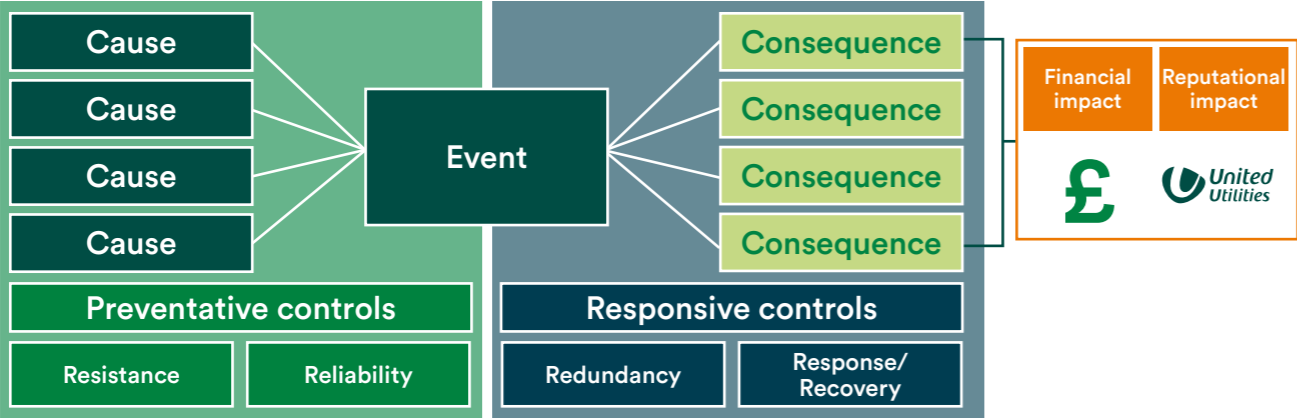 Cause
Cause
Cause
Cause
Event
Consequence
Consequence
Consequence
Consequence
Financial
impact
Reputational
impact
£
United
Utilities
Preventative controls
Responsive controls
Resistance
Reliability
Redundancy
Response/
Recovery